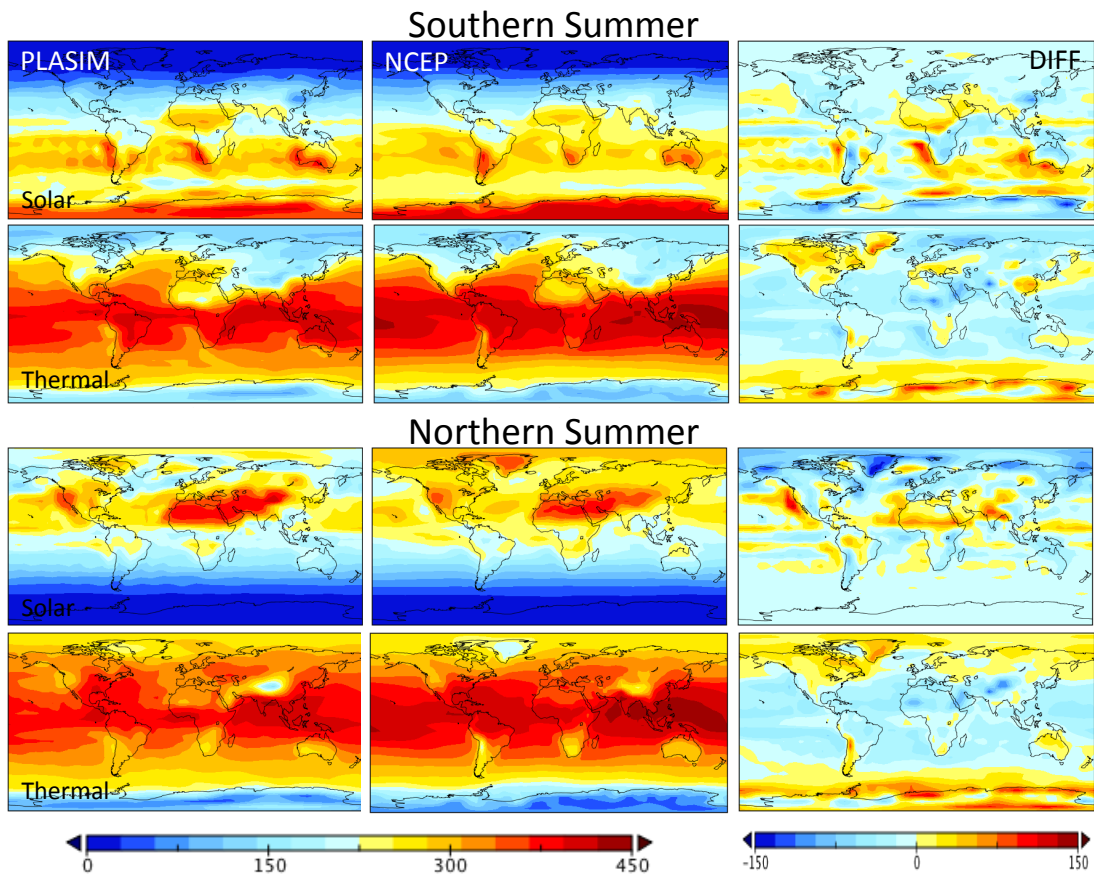 Southern Summer
PLASIM
NCEP
DIFF
Solar
Thermal
Northern Summer
Solar
Thermal
0 150 300 450
-150 0 150